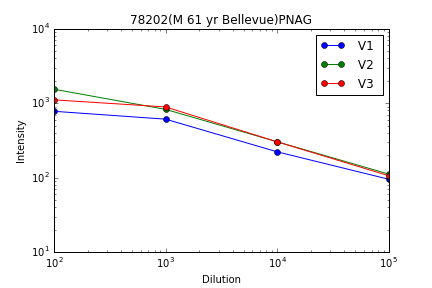 78202(M 61 yr Bellevue)PNAG
10^4
10^3
10^2
10^1
Intensity
V1
V2
V3
10^2 10^3 10^4 10^5
Dilution